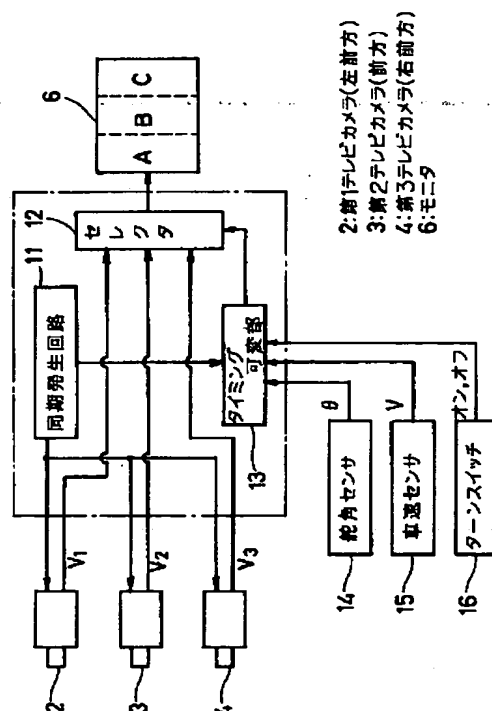 6
A B C
12
セレクタ
11
同期発生回路
タイミング
可変部
13
V1
V2
V3
2
3
4
θ
V
オン,オフ
舵角センサ
14
車速センサ
15
ターンスイッチ
16
2:第1テレビカメラ(左前方)
3:第2テレビカメラ(前方)
4:第3テレビカメラ(右前方)
6:モニタ